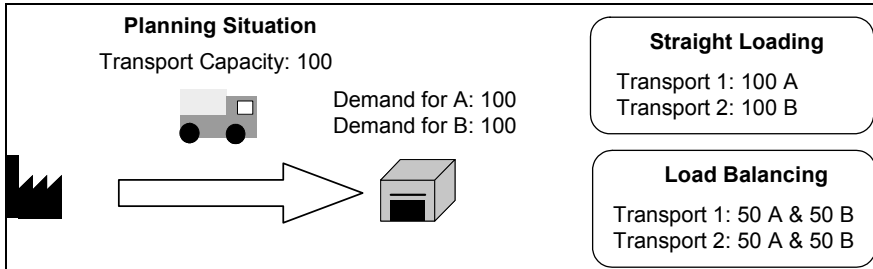 Planning Situation
Transport Capacity: 100
Demand for A: 100
Demand for B: 100
Straight Loading
Transport 1: 100 A
Transport 2: 100 B
Load Balancing
Transport 1: 50 A & 50 B
Transport 2: 50 A & 50 B